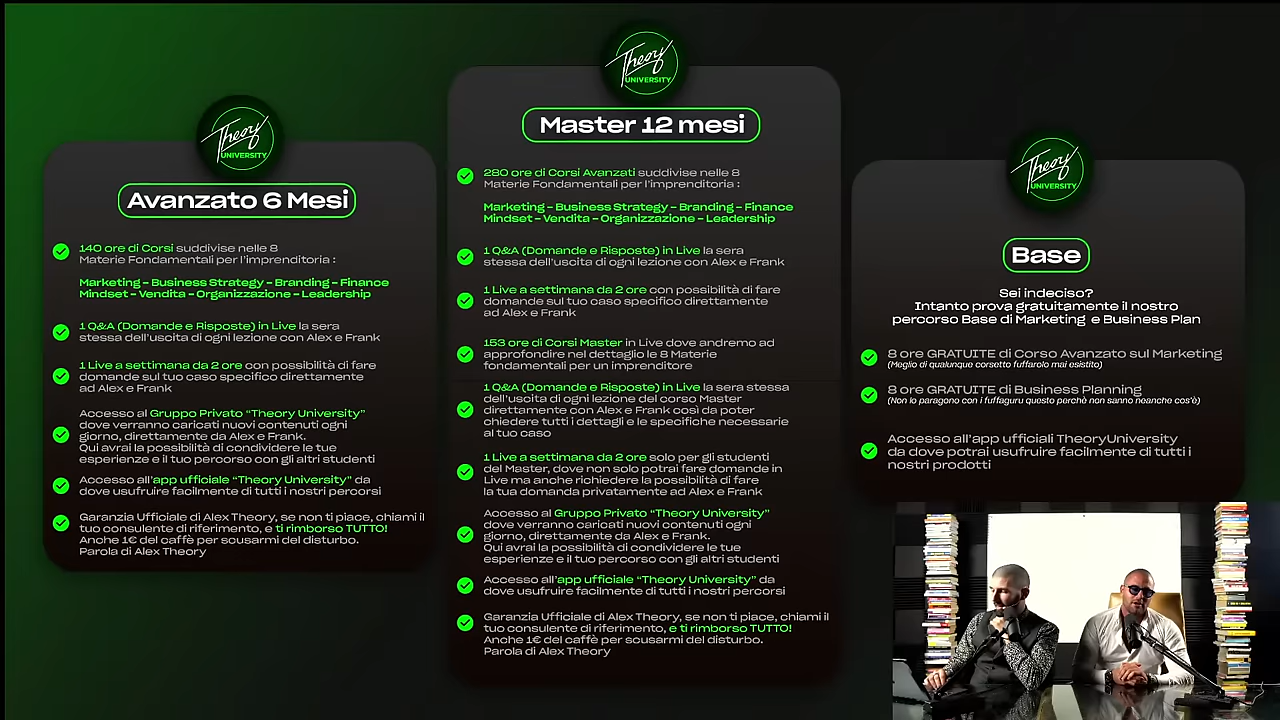 Theory
UNIVERSITY
Avanzato 6 Mesi
140 ore di Corsi suddivise nelle 8
Materie Fondamentali per l'imprenditoria :
Marketing - Business Strategy - Branding - Finance
Mindset - Vendita - Organizzazione - Leadership
1 Q&A (Domande e Risposte) in Live la sera
stessa dell'uscita di ogni lezione con Alex e Frank
1 Live a settimana da 2 ore con possibilità di fare
domande sul tuo caso specifico direttamente
ad Alex e Frank
Accesso al Gruppo Privato “Theory University”
dove verranno caricati nuovi contenuti ogni
giorno, direttamente da Alex e Frank.
Qui avrai la possibilità di condividere le tue
esperienze e il tuo percorso con gli altri studenti
Accesso all'app ufficiale “Theory University” da
dove usufruire facilmente di tutti i nostri percorsi
Garanzia Ufficiale di Alex Theory, se non ti piace, chiami il
tuo consulente di riferimento, e ti rimborso TUTTO!
Anche 1€ del caffè per scusarmi del disturbo.
Parola di Alex Theory
Theory
UNIVERSITY
Master 12 mesi
280 ore di Corsi Avanzati suddivise nelle 8
Materie Fondamentali per l'imprenditoria :
Marketing - Business Strategy - Branding - Finance
Mindset - Vendita - Organizzazione - Leadership
1 Q&A (Domande e Risposte) in Live la sera
stessa dell'uscita di ogni lezione con Alex e Frank
1 Live a settimana da 2 ore con possibilità di fare
domande sul tuo caso specifico direttamente
ad Alex e Frank
153 ore di Corsi Master in Live dove andremo ad
approfondire nel dettaglio le 8 Materie
fondamentali per un imprenditore
1 Q&A (Domande e Risposte) in Live la sera stessa
dell'uscita di ogni lezione del corso Master
direttamente con Alex e Frank così da poter
chiedere tutti i dettagli e le specifiche necessarie
al tuo caso
1 Live a settimana da 2 ore solo per gli studenti
del Master, dove non solo potrai fare domande in
Live ma anche richiedere la possibilità di fare
la tua domanda privatamente ad Alex e Frank
Accesso al Gruppo Privato “Theory University”
dove verranno caricati nuovi contenuti ogni
giorno, direttamente da Alex e Frank.
Qui avrai la possibilità di condividere le tue
esperienze e il tuo percorso con gli altri studenti
Accesso all'app ufficiale “Theory University” da
dove usufruire facilmente di tutti i nostri percorsi
Garanzia Ufficiale di Alex Theory, se non ti piace, chiami il
tuo consulente di riferimento, e ti rimborso TUTTO!
Anche 1€ del caffè per scusarmi del disturbo.
Parola di Alex Theory
Theory
UNIVERSITY
Base
Sei indeciso?
Intanto prova gratuitamente il nostro
percorso Base di Marketing e Business Plan
8 ore GRATUITE di Corso Avanzato sul Marketing
(Meglio di qualunque corsetto fuffarolo mai esistito)
8 ore GRATUITE di Business Planning
(Non lo paragono con i fuffaguru questo perchè non sanno neanche cos'è)
Accesso all'app ufficiali TheoryUniversity
da dove potrai usufruire facilmente di tutti i
nostri prodotti